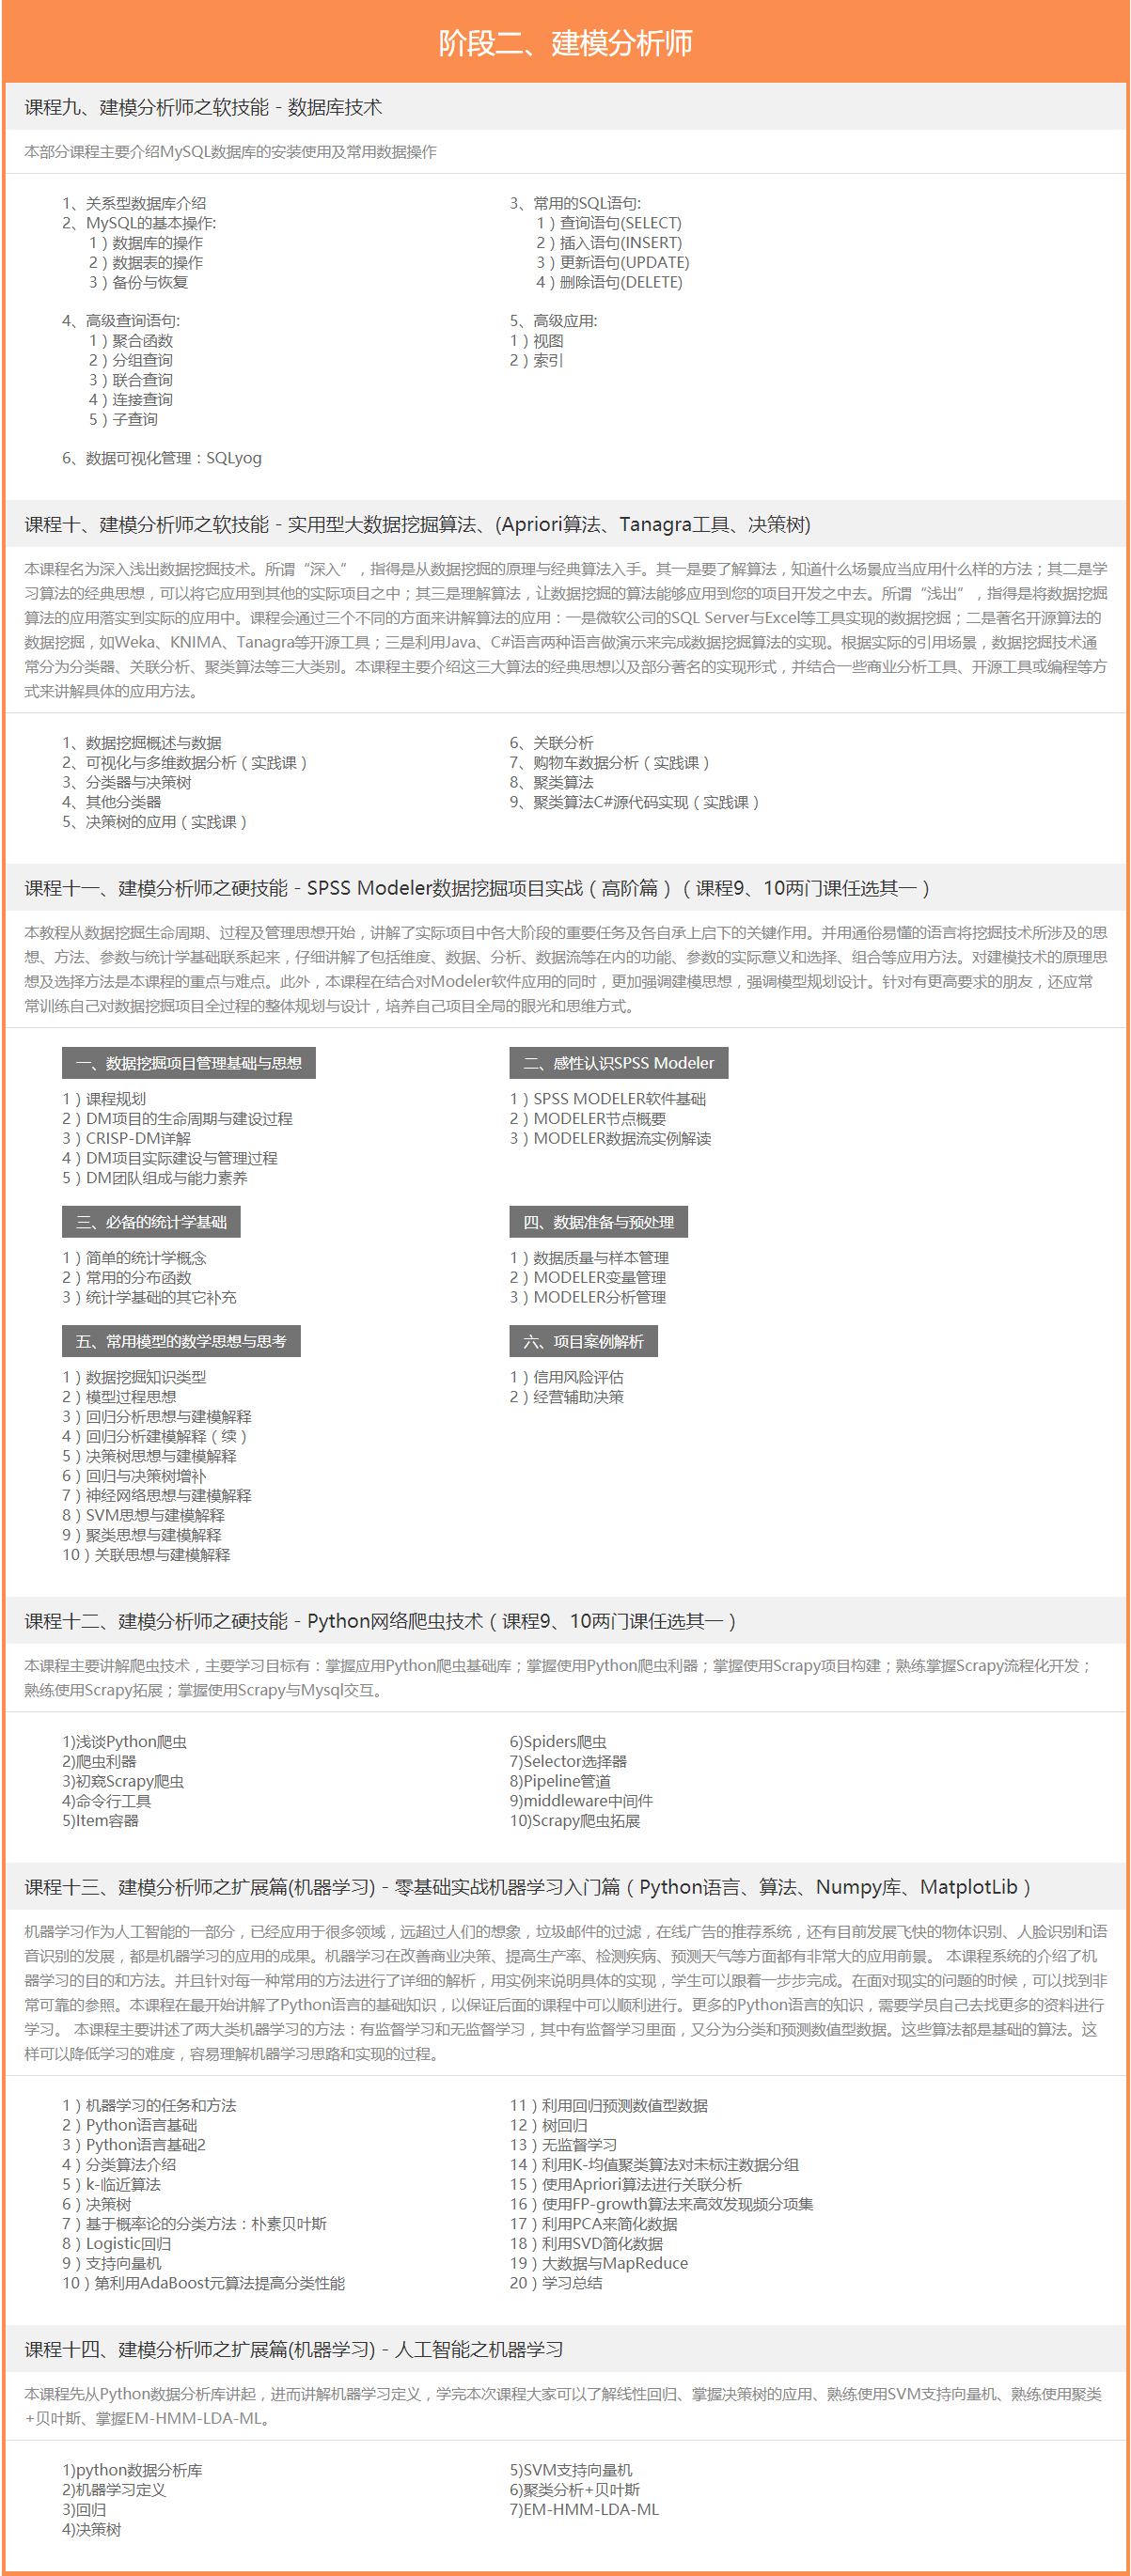 阶段二、建模分析师
课程九、建模分析师之软技能 - 数据库技术
本部分课程主要介绍MySQL数据库的安装使用及常用数据操作
1、关系型数据库介绍
2、MySQL的基本操作:
1）数据库的操作
2）数据表的操作
3）备份与恢复
3、常用的SQL语句:
1）查询语句(SELECT)
2）插入语句(INSERT)
3）更新语句(UPDATE)
4）删除语句(DELETE)
4、高级查询语句:
1）聚合函数
2）分组查询
3）联合查询
4）连接查询
5）子查询
5、高级应用:
1）视图
2）索引
6、数据可视化管理：SQLyog
课程十、建模分析师之软技能 - 实用型大数据挖掘算法、(Apriori算法、Tanagra工具、决策树)
本课程名为深入浅出数据挖掘技术。所谓“深入”，指得是从数据挖掘的原理与经典算法入手。其一是要了解算法，知道什么场景应当应用什么样的方法；其二是学
习算法的经典思想，可以将它应用到其他的实际项目之中；其三是理解算法，让数据挖掘的算法能够应用到您的项目开发之中去。所谓“浅出”，指得是将数据挖掘
算法的应用落实到实际的应用中。课程会通过三个不同的方面来讲解算法的应用：一是微软公司的SQL Server与Excel等工具实现的数据挖掘；二是著名开源算法的
数据挖掘，如Weka、KNIMA、Tanagra等开源工具；三是利用Java、C#语言两种语言做演示来完成数据挖掘算法的实现。根据实际的引用场景，数据挖掘技术通
常分为分类器、关联分析、聚类算法等三大类别。本课程主要介绍这三大算法的经典思想以及部分著名的实现形式，并结合一些商业分析工具、开源工具或编程等方
式来讲解具体的应用方法。
1、数据挖掘概述与数据
2、可视化与多维数据分析（实践课）
3、分类器与决策树
4、其他分类器
5、决策树的应用（实践课）
6、关联分析
7、购物车数据分析（实践课）
8、聚类算法
9、聚类算法C#源代码实现（实践课）
课程十一、建模分析师之硬技能 - SPSS Modeler数据挖掘项目实战（高阶篇）（课程9、10两门课任选其一）
本教程从数据挖掘生命周期、过程及管理思想开始，讲解了实际项目中各大阶段的重要任务及各自承上启下的关键作用。并用通俗易懂的语言将挖掘技术所涉及的思
想、方法、参数与统计学基础联系起来，仔细讲解了包括维度、数据、分析、数据流等在内的功能、参数的实际意义和选择、组合等应用方法。对建模技术的原理思
想及选择方法是本课程的重点与难点。此外，本课程在结合对Modeler软件应用的同时，更加强调建模思想，强调模型规划设计。针对有更高要求的朋友，还应常
常训练自己对数据挖掘项目全过程的整体规划与设计，培养自己项目全局的眼光和思维方式。
一、数据挖掘项目管理基础与思想
1）课程规划
2）DM项目的生命周期与建设过程
3）CRISP-DM详解
4）DM项目实际建设与管理过程
5）DM团队组成与能力素养
二、感性认识SPSS Modeler
1）SPSS MODELER软件基础
2）MODELER节点概要
3）MODELER数据流实例解读
三、必备的统计学基础
1）简单的统计学概念
2）常用的分布函数
3）统计学基础的其它补充
四、数据准备与预处理
1）数据质量与样本管理
2）MODELER变量管理
3）MODELER分析管理
五、常用模型的数学思想与思考
1）数据挖掘知识类型
2）模型过程思想
3）回归分析思想与建模解释
4）回归分析建模解释（续）
5）决策树思想与建模解释
6）回归与决策树增补
7）神经网络思想与建模解释
8）SVM思想与建模解释
9）聚类思想与建模解释
10）关联思想与建模解释
六、项目案例解析
1）信用风险评估
2）经营辅助决策
课程十二、建模分析师之硬技能 - Python网络爬虫技术（课程9、10两门课任选其一）
本课程主要讲解爬虫技术，主要学习目标有：掌握应用Python爬虫基础库；掌握使用Python爬虫利器；掌握使用Scrapy项目构建；熟练掌握Scrapy流程化开发；
熟练使用Scrapy拓展；掌握使用Scrapy与Mysql交互。
1)浅谈Python爬虫
2)爬虫利器
3)初窥Scrapy爬虫
4)命令行工具
5)Item容器
6)Spiders爬虫
7)Selector选择器
8)Pipeline管道
9)middleware中间件
10)Scrapy爬虫拓展
课程十三、建模分析师之扩展篇(机器学习) - 零基础实战机器学习入门篇（Python语言、算法、Numpy库、MatplotLib）
机器学习作为人工智能的一部分，已经应用于很多领域，远超过人们的想象，垃圾邮件的过滤，在线广告的推荐系统，还有目前发展飞快的物体识别、人脸识别和语
音识别的发展，都是机器学习的应用的成果。机器学习在改善商业决策、提高生产率、检测疾病、预测天气等方面都有非常大的应用前景。 本课程系统的介绍了机
器学习的目的和方法。并且针对每一种常用的方法进行了详细的解析，用实例来说明具体的实现，学生可以跟着一步步完成。在面对现实的问题的时候，可以找到非
常可靠的参照。本课程在最开始讲解了Python语言的基础知识，以保证后面的课程中可以顺利进行。更多的Python语言的知识，需要学员自己去找更多的资料进行
学习。 本课程主要讲述了两大类机器学习的方法：有监督学习和无监督学习，其中有监督学习里面，又分为分类和预测数值型数据。这些算法都是基础的算法。这
样可以降低学习的难度，容易理解机器学习思路和实现的过程。
1）机器学习的任务和方法
2）Python语言基础
3）Python语言基础2
4）分类算法介绍
5）k-临近算法
6）决策树
7）基于概率论的分类方法：朴素贝叶斯
8）Logistic回归
9）支持向量机
10）第利用AdaBoost元算法提高分类性能
11）利用回归预测数值型数据
12）树回归
13）无监督学习
14）利用K-均值聚类算法对未标注数据分组
15）使用Apriori算法进行关联分析
16）使用FP-growth算法来高效发现频分项集
17）利用PCA来简化数据
18）利用SVD简化数据
19）大数据与MapReduce
20）学习总结
课程十四、建模分析师之扩展篇(机器学习) - 人工智能之机器学习
本课程先从Python数据分析库讲起，进而讲解机器学习定义，学完本次课程大家可以了解线性回归、掌握决策树的应用、熟练使用SVM支持向量机、熟练使用聚类
+贝叶斯、掌握EM-HMM-LDA-ML。
1)python数据分析库
2)机器学习定义
3)回归
4)决策树
5)SVM支持向量机
6)聚类分析+贝叶斯
7)EM-HMM-LDA-ML